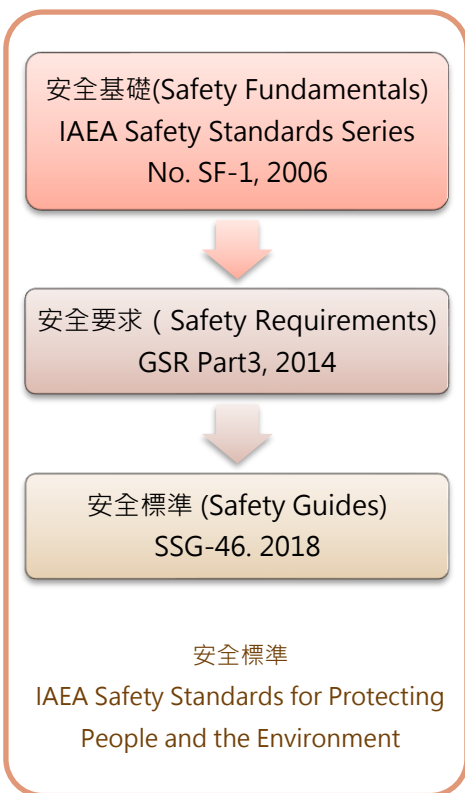 安全基礎(Safety Fundamentals)
IAEA Safety Standards Series
No. SF-1, 2006
安全要求 ( Safety Requirements)
GSR Part3, 2014
安全標準 (Safety Guides)
SSG-46. 2018
安全標準
IAEA Safety Standards for Protecting
People and the Environment